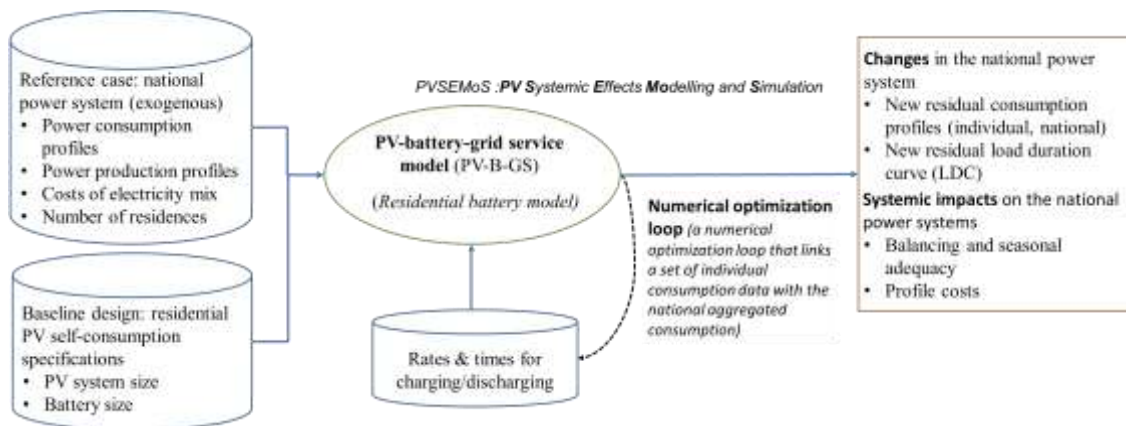 Reference case: national
power system (exogenous)
• Power consumption
profiles
• Power production profiles
• Costs of electricity mix
• Number of residences
Baseline design: residential
PV self-consumption
specifications
• PV system size
• Battery size
PVSEMoS :PV Systemic Effects Modelling and Simulation
PV-battery-grid service
model (PV-B-GS)
(Residential battery model)
Numerical optimization
loop (a numerical
optimization loop that links
a set of individual
consumption data with the
national aggregated
consumption)
Rates & times for
charging/discharging
Changes in the national power
system
• New residual consumption
profiles (individual, national)
• New residual load duration
curve (LDC)
Systemic impacts on the national
power systems
• Balancing and seasonal
adequacy
• Profile costs